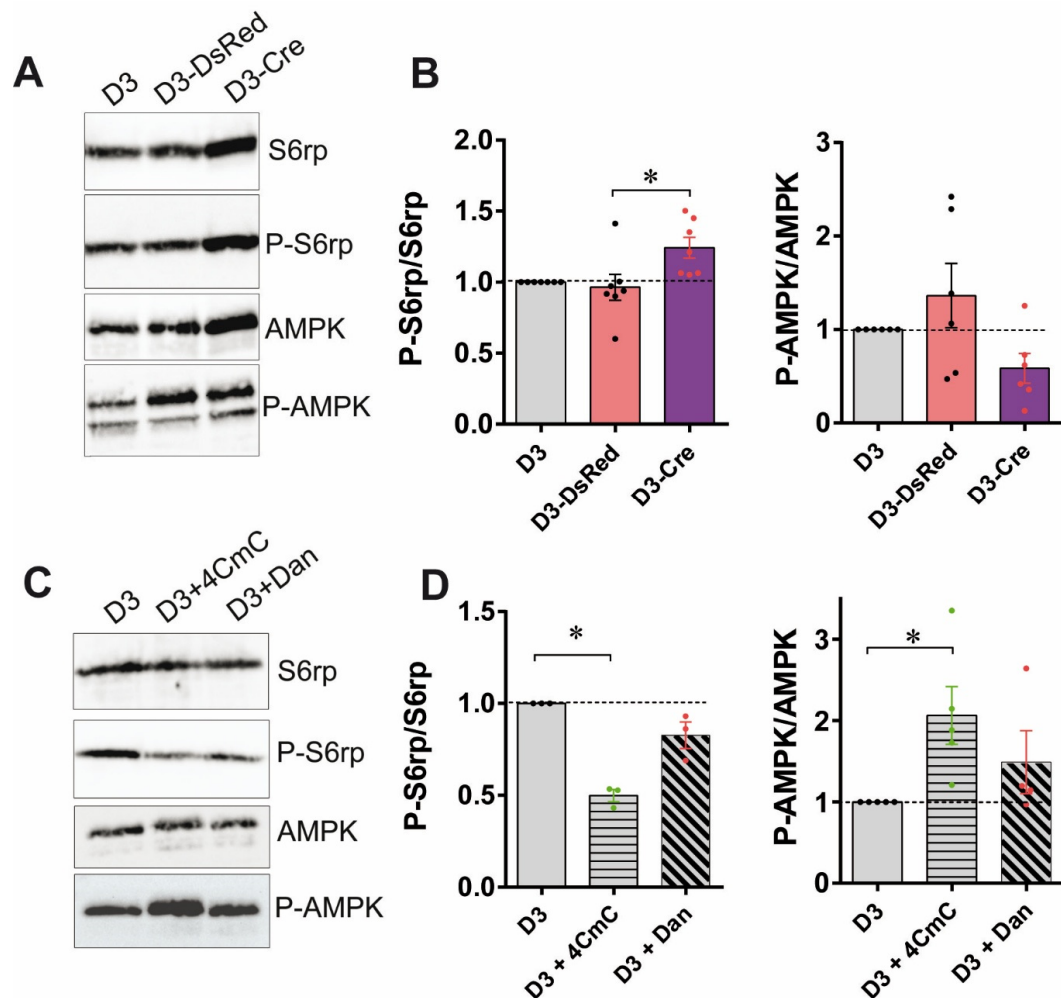 A
D3
D3-DsRed
D3-Cre
S6rp
P-S6rp
AMPK
P-AMPK
B
P-S6rp/S6rp
2.0
1.5
1.0
0.5
0.0
*
D3
D3-DsRed
D3-Cre
P-AMPK/AMPK
3
2
1
0
D3
D3-DsRed
D3-Cre
C
D3
D3+4CmC
D3+Dan
S6rp
P-S6rp
AMPK
P-AMPK
D
P-S6rp/S6rp
1.5
1.0
0.5
0.0
*
D3
D3 + 4CmC
D3 + Dan
P-AMPK/AMPK
3
2
1
0
*
D3
D3 + 4CmC
D3 + Dan